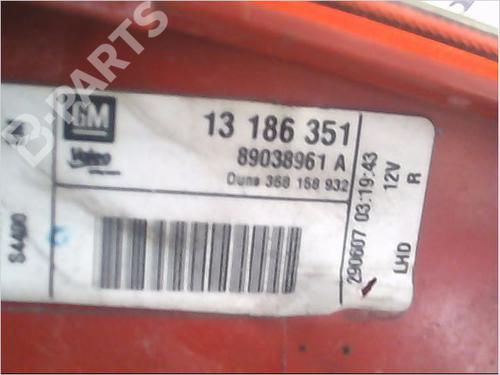 GM
13 186 351
Valeo
89038961 A
Duns 368 158 932
S4400
290607 03:19:43
12V
R
LHD
B-PARTS